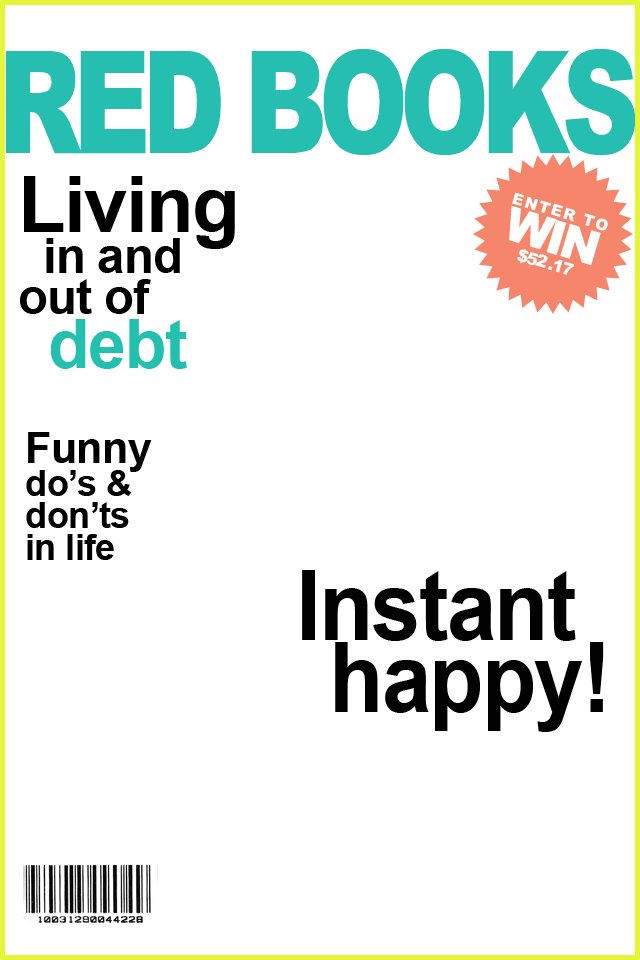 RED BOOKS
Living
in and
out of
debt
ENTER TO
WIN
$52.17
Funny
do’s &
don’ts
in life
Instant
happy!
10031280044228